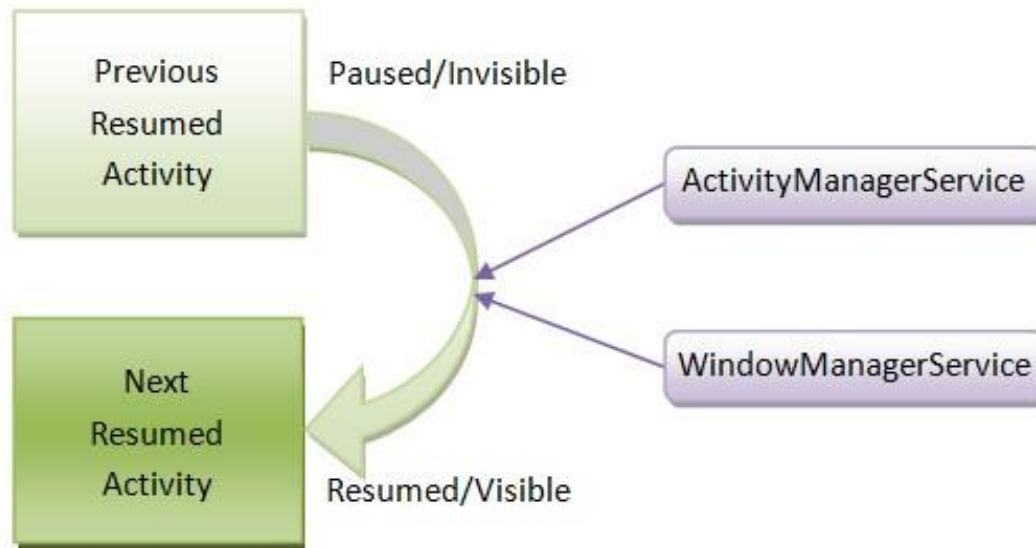 Previous
Resumed
Activity
Paused/Invisible
ActivityManagerService
WindowManagerService
Next
Resumed
Activity
Resumed/Visible